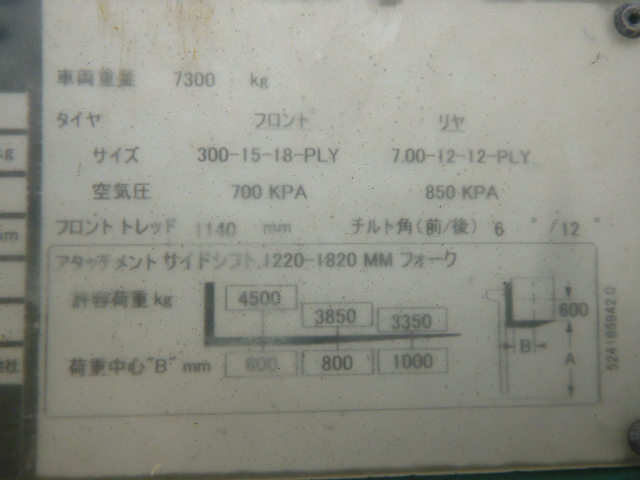 車両重量 7300 kg
タイヤ フロント リヤ
サイズ 300-15-18-PLY 7.00-12-12-PLY
空気圧 700 KPA 850 KPA
フロント トレッド 1140 mm チルト角(前/後) 6 ° /12 °
アタッチメント サイドシフト,1220-1820 MM フォーク
許容荷重 kg 4500 3850 3350
荷重中心"B" mm 600 800 1000
600
B A
524165942 0
kg
mm